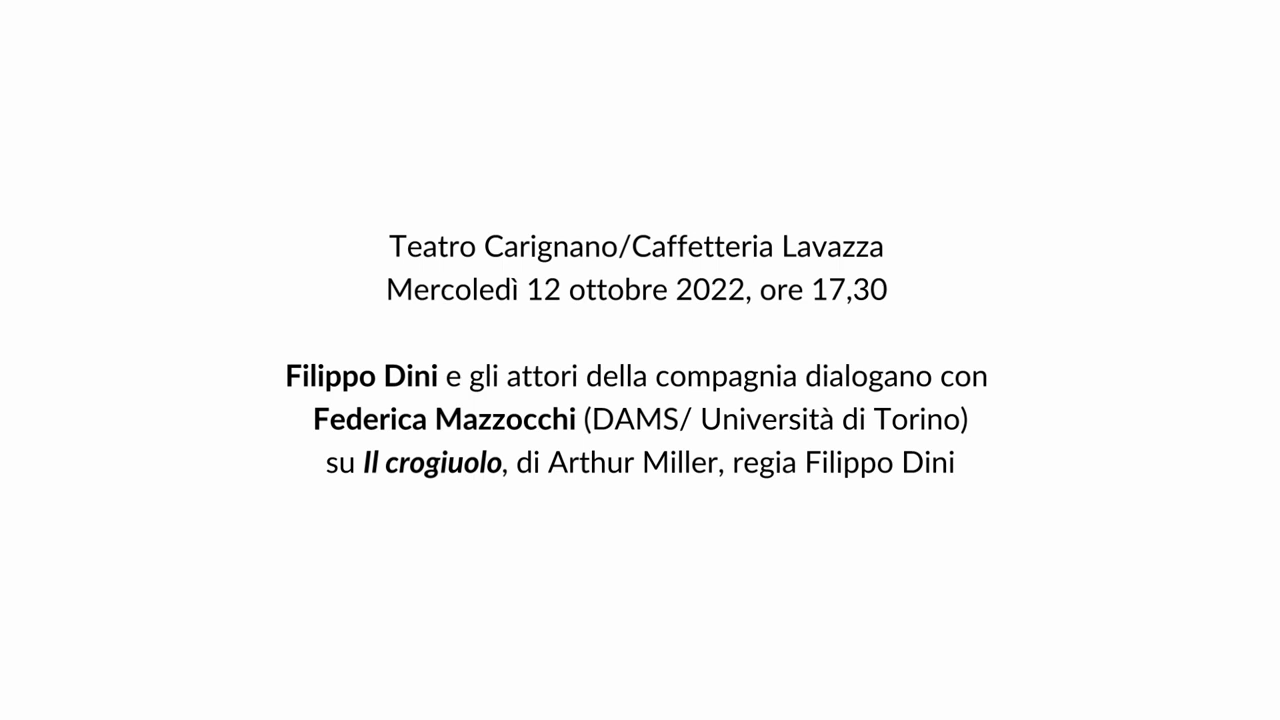 Teatro Carignano/Caffetteria Lavazza
Mercoledì 12 ottobre 2022, ore 17,30
Filippo Dini e gli attori della compagnia dialogano con
Federica Mazzocchi (DAMS/ Università di Torino)
su Il crogiuolo, di Arthur Miller, regia Filippo Dini